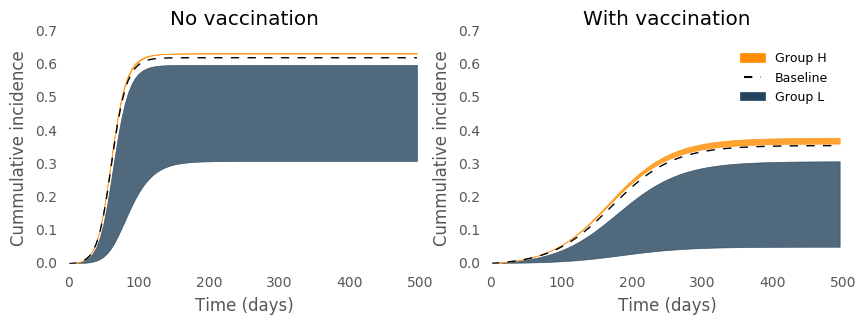 No vaccination
0.7
0.6
0.5
0.4
0.3
0.2
0.1
0.0
Cummulative incidence
0 100 200 300 400 500
Time (days)
With vaccination
0.7
0.6
0.5
0.4
0.3
0.2
0.1
0.0
Cummulative incidence
Group H
Baseline
Group L
0 100 200 300 400 500
Time (days)